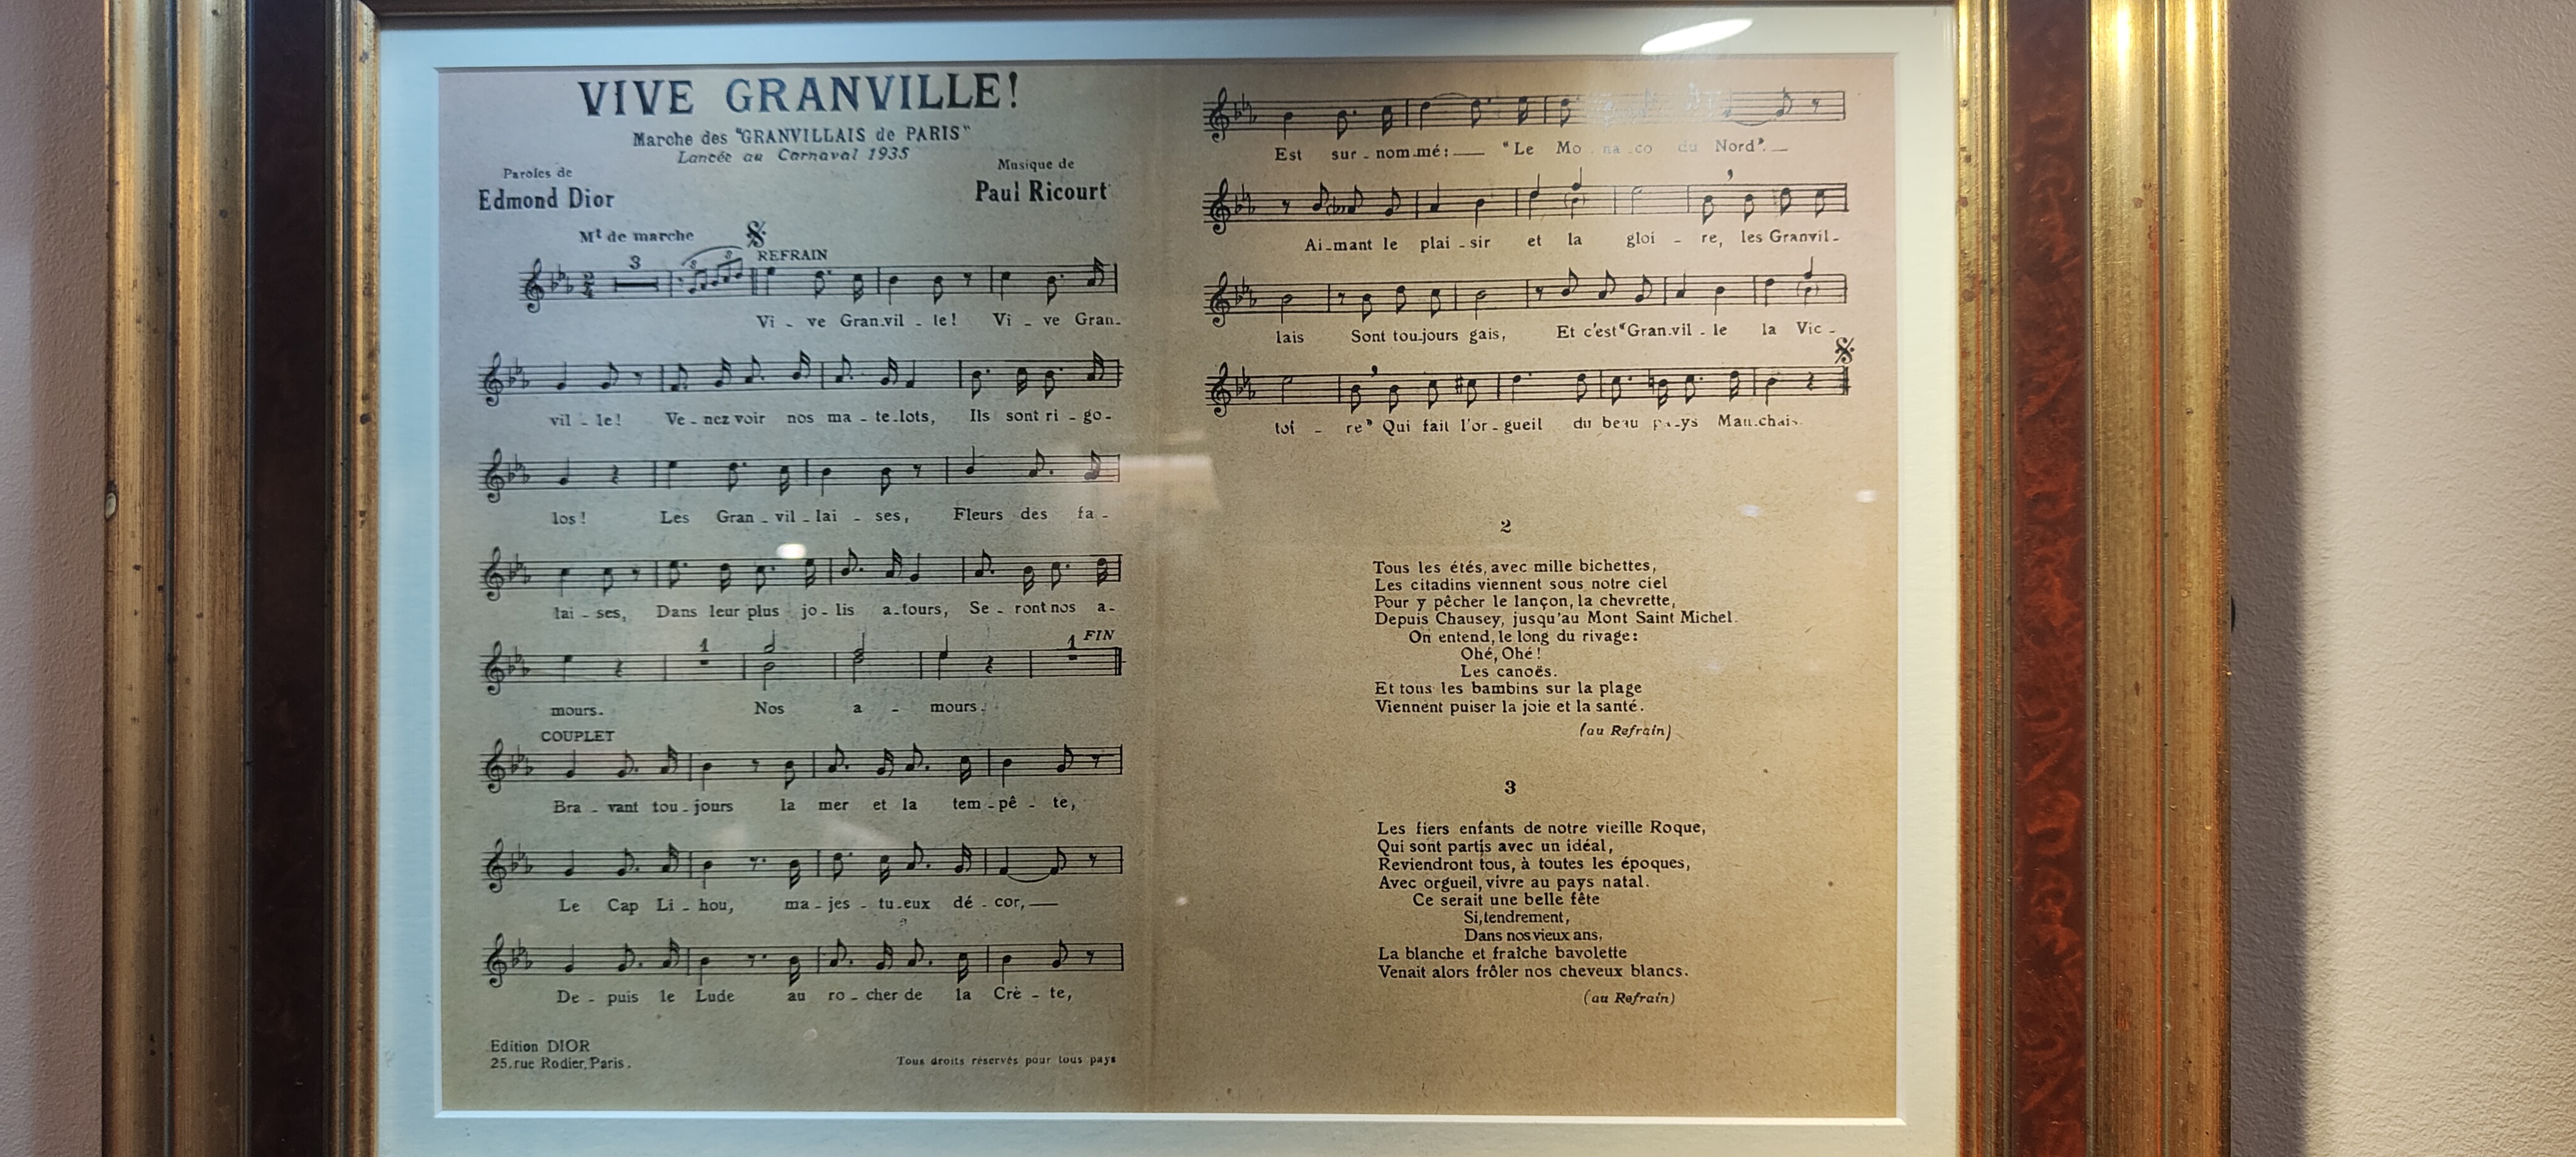 VIVE GRANVILLE!
Marche des "GRANVILLAIS de PARIS"
Lancée au Carnaval 1935
Paroles de
Edmond Dior
Musique de
Paul Ricourt
Mt de marche
3
REFRAIN
3 3
Vi - ve Gran-vil - le! Vi - ve Gran-
vil - le! Ve - nez voir nos ma - te-lots, Ils sont ri - go-
los! Les Gran - vil - lai - ses, Fleurs des fa -
lai - ses, Dans leur plus jo - lis a-tours, Se - ront nos a-
1 1 FIN
mours. Nos a - mours.
COUPLET
Bra - vant tou - jours la mer et la tem - pê - te,
Le Cap Li - hou, ma - jes - tu-eux dé - cor,
De - puis le Lude au ro - cher de la Crè - te,
Edition DIOR
25, rue Rodier, Paris.
Tous droits réservés pour tous pays
Est sur - nom-mé: "Le Mo - na - co du Nord".
Ai-mant le plai - sir et la gloi - re, les Granvil-
lais Sont tou-jours gais, Et c'est "Gran-vil - le la Vic -
toi - re" Qui fait l'or - gueil du beau pa-ys Man-chais.
2
Tous les étés, avec mille bichettes,
Les citadins viennent sous notre ciel
Pour y pêcher le lançon, la chevrette,
Depuis Chausey, jusqu'au Mont Saint Michel.
On entend, le long du rivage:
Ohé, Ohé!
Les canoës.
Et tous les bambins sur la plage
Viennent puiser la joie et la santé.
(au Refrain)
3
Les fiers enfants de notre vieille Roque,
Qui sont partis avec un idéal,
Reviendront tous, à toutes les époques,
Avec orgueil, vivre au pays natal.
Ce serait une belle fête
Si, tendrement,
Dans nos vieux ans,
La blanche et fraîche bavolette
Venait alors frôler nos cheveux blancs.
(au Refrain)